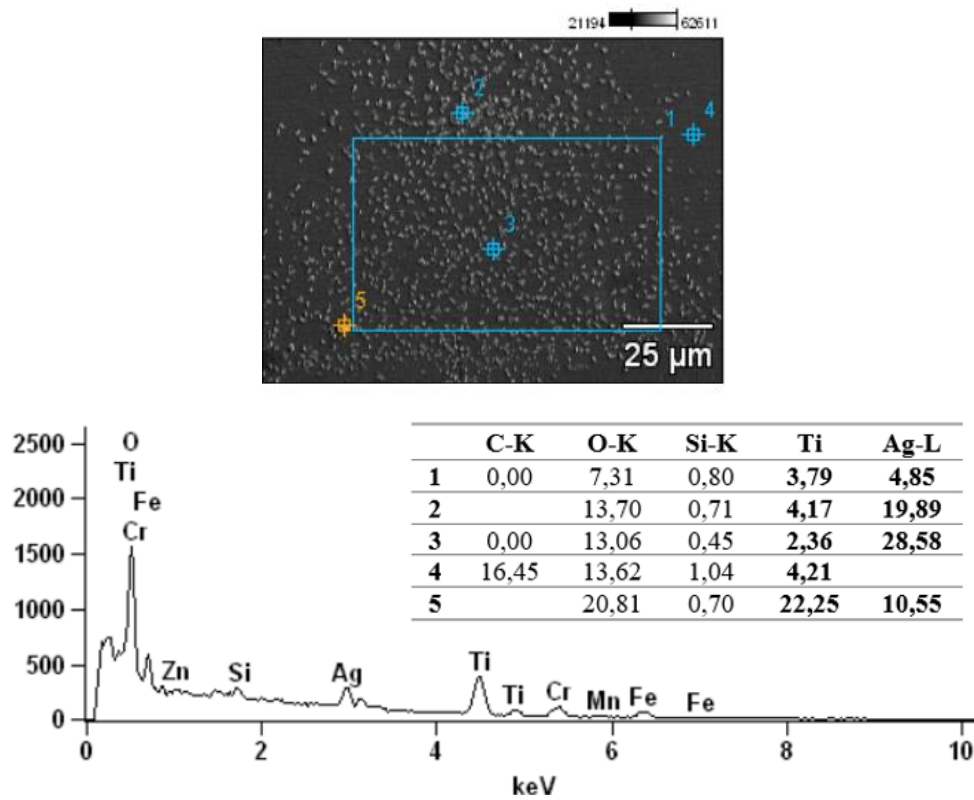 21194 62611
2
1 4
3
5
25 μm
C-K O-K Si-K Ti Ag-L
1 0,00 7,31 0,80 3,79 4,85
2 13,70 0,71 4,17 19,89
3 0,00 13,06 0,45 2,36 28,58
4 16,45 13,62 1,04 4,21
5 20,81 0,70 22,25 10,55
2500
2000
1500
1000
500
0
O
Ti
Fe
Cr
Zn Si Ag Ti Ti Cr Mn Fe Fe
0 2 4 6 8 10
keV